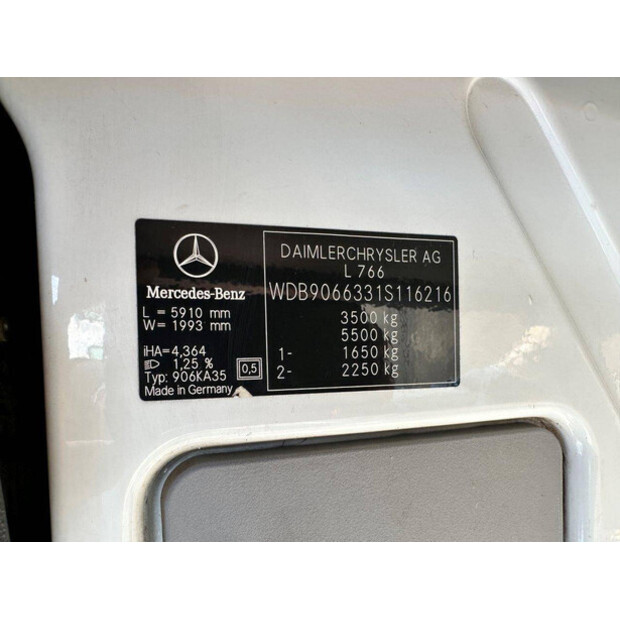 Mercedes-Benz
L = 5910 mm
W = 1993 mm
iHA=4,364
1,25 %
Typ: 906KA35
Made in Germany
0,5
DAIMLERCHRYSLER AG
L 766
WDB9066331S116216
3500 kg
5500 kg
1- 1650 kg
2- 2250 kg